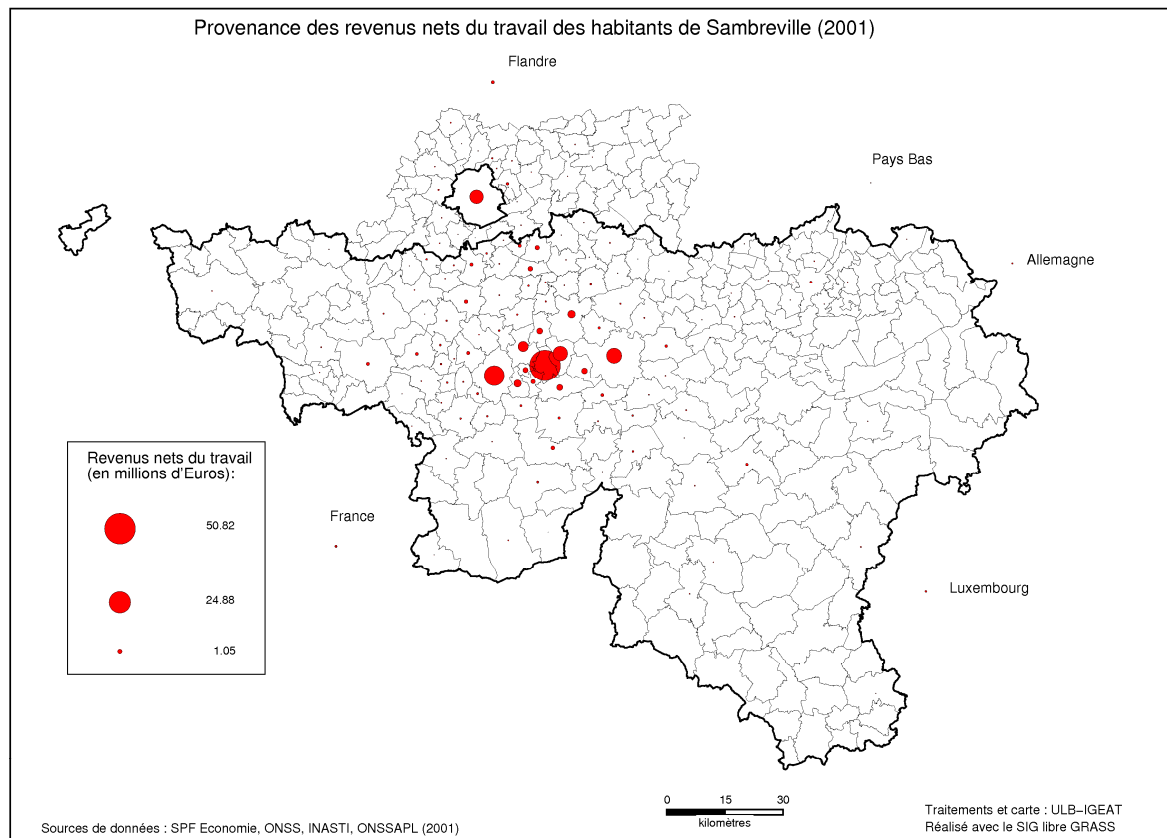 Provenance des revenus nets du travail des habitants de Sambreville (2001)
Flandre
Pays Bas
Allemagne
Revenus nets du travail
(en millions d'Euros):
50.82
24.88
1.05
France
Luxembourg
0 15 30
kilomètres
Sources de données : SPF Economie, ONSS, INASTI, ONSSAPL (2001)
Traitements et carte : ULB–IGEAT
Réalisé avec le SIG libre GRASS